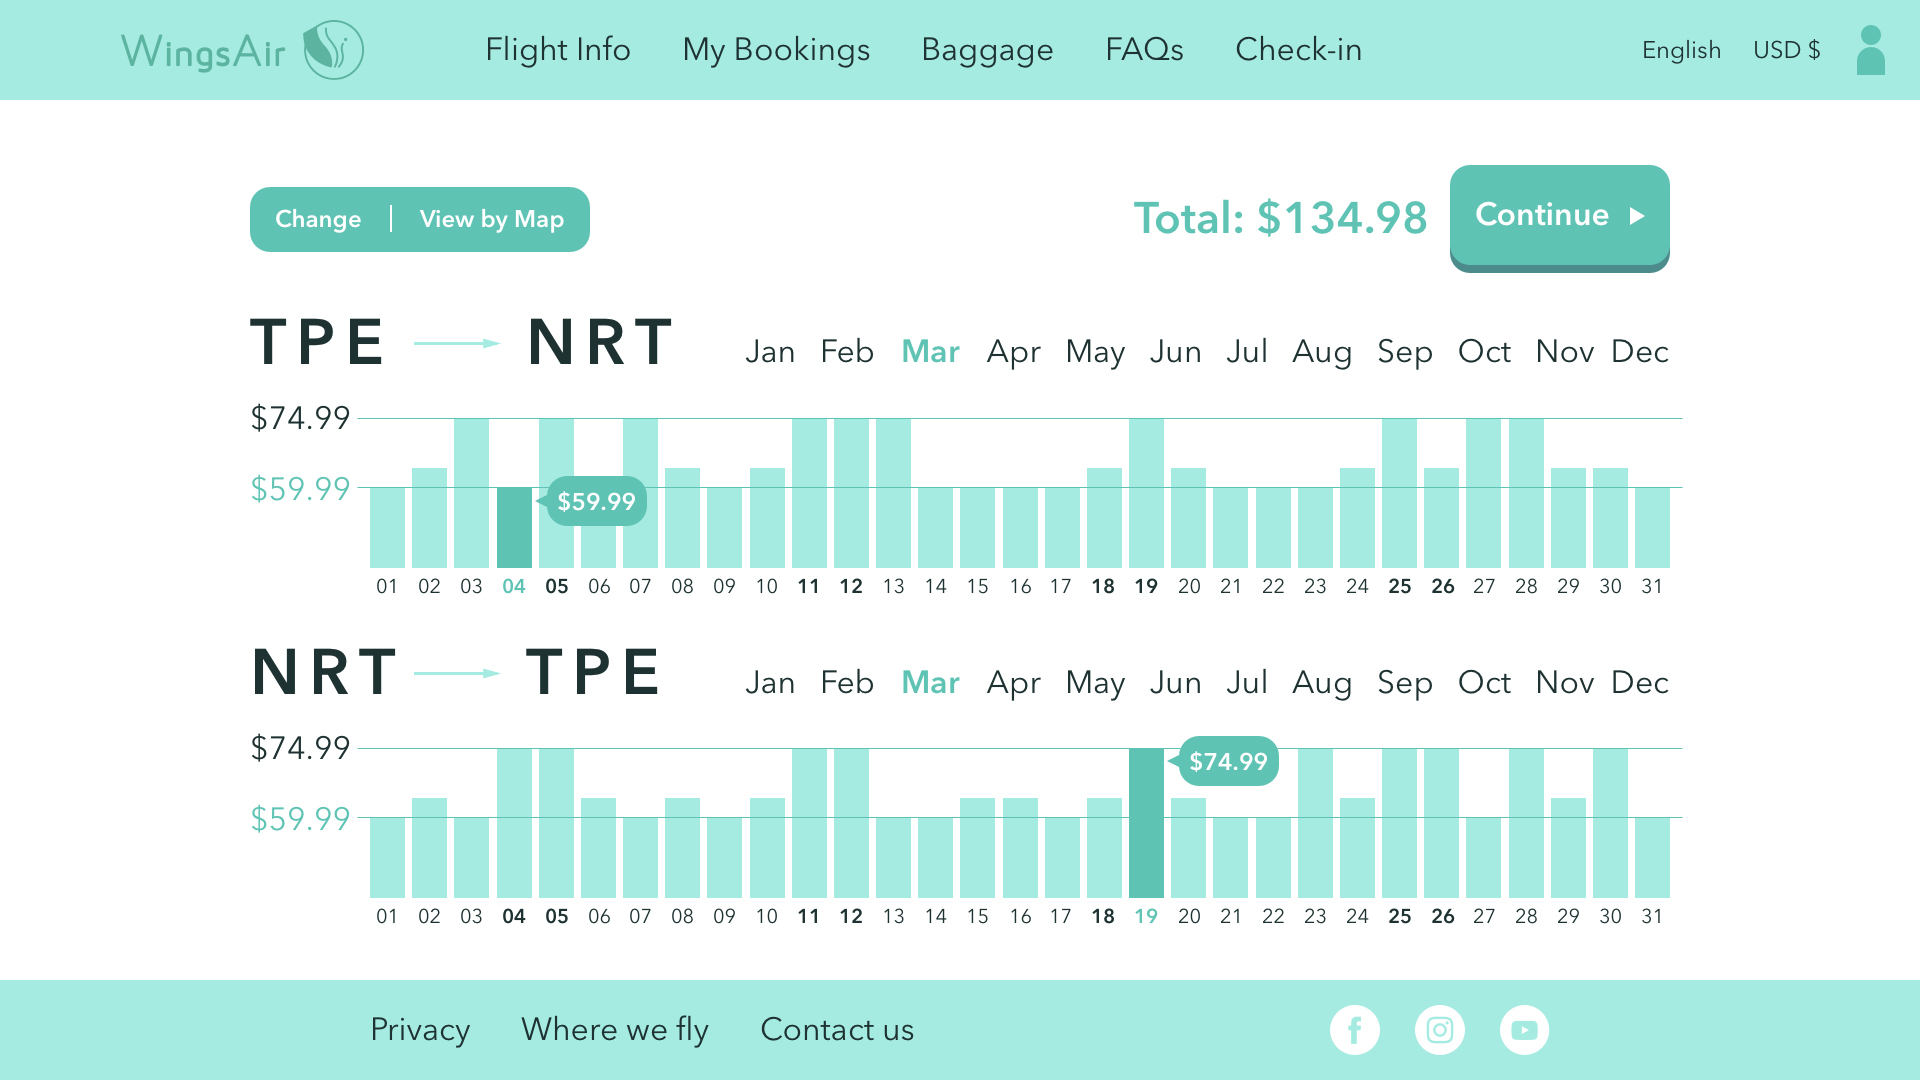 WingsAir
Flight Info My Bookings Baggage FAQs Check-in
English USD $
Change | View by Map
Total: $134.98
Continue
TPE NRT
Jan Feb Mar Apr May Jun Jul Aug Sep Oct Nov Dec
$74.99
$59.99
$59.99
01 02 03 04 05 06 07 08 09 10 11 12 13 14 15 16 17 18 19 20 21 22 23 24 25 26 27 28 29 30 31
NRT TPE
Jan Feb Mar Apr May Jun Jul Aug Sep Oct Nov Dec
$74.99
$74.99
$59.99
01 02 03 04 05 06 07 08 09 10 11 12 13 14 15 16 17 18 19 20 21 22 23 24 25 26 27 28 29 30 31
Privacy Where we fly Contact us